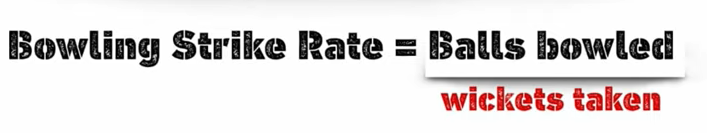 Bowling Strike Rate = Balls bowled
wickets taken